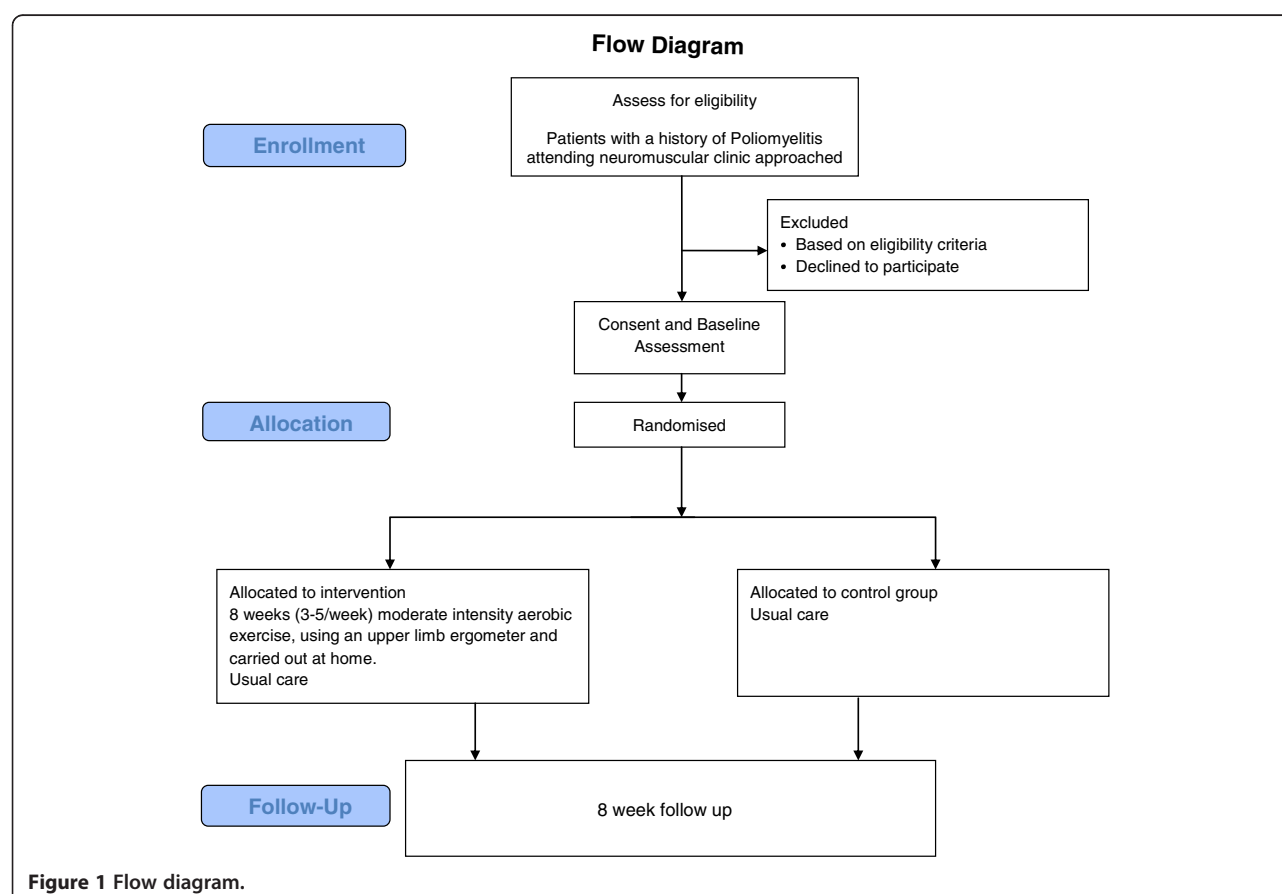 Flow Diagram
Assess for eligibility
Patients with a history of Poliomyelitis
attending neuromuscular clinic approached
Enrollment
Excluded
• Based on eligibility criteria
• Declined to participate
Consent and Baseline
Assessment
Allocation
Randomised
Allocated to intervention
8 weeks (3-5/week) moderate intensity aerobic
exercise, using an upper limb ergometer and
carried out at home.
Usual care
Allocated to control group
Usual care
Follow-Up
8 week follow up
Figure 1 Flow diagram.